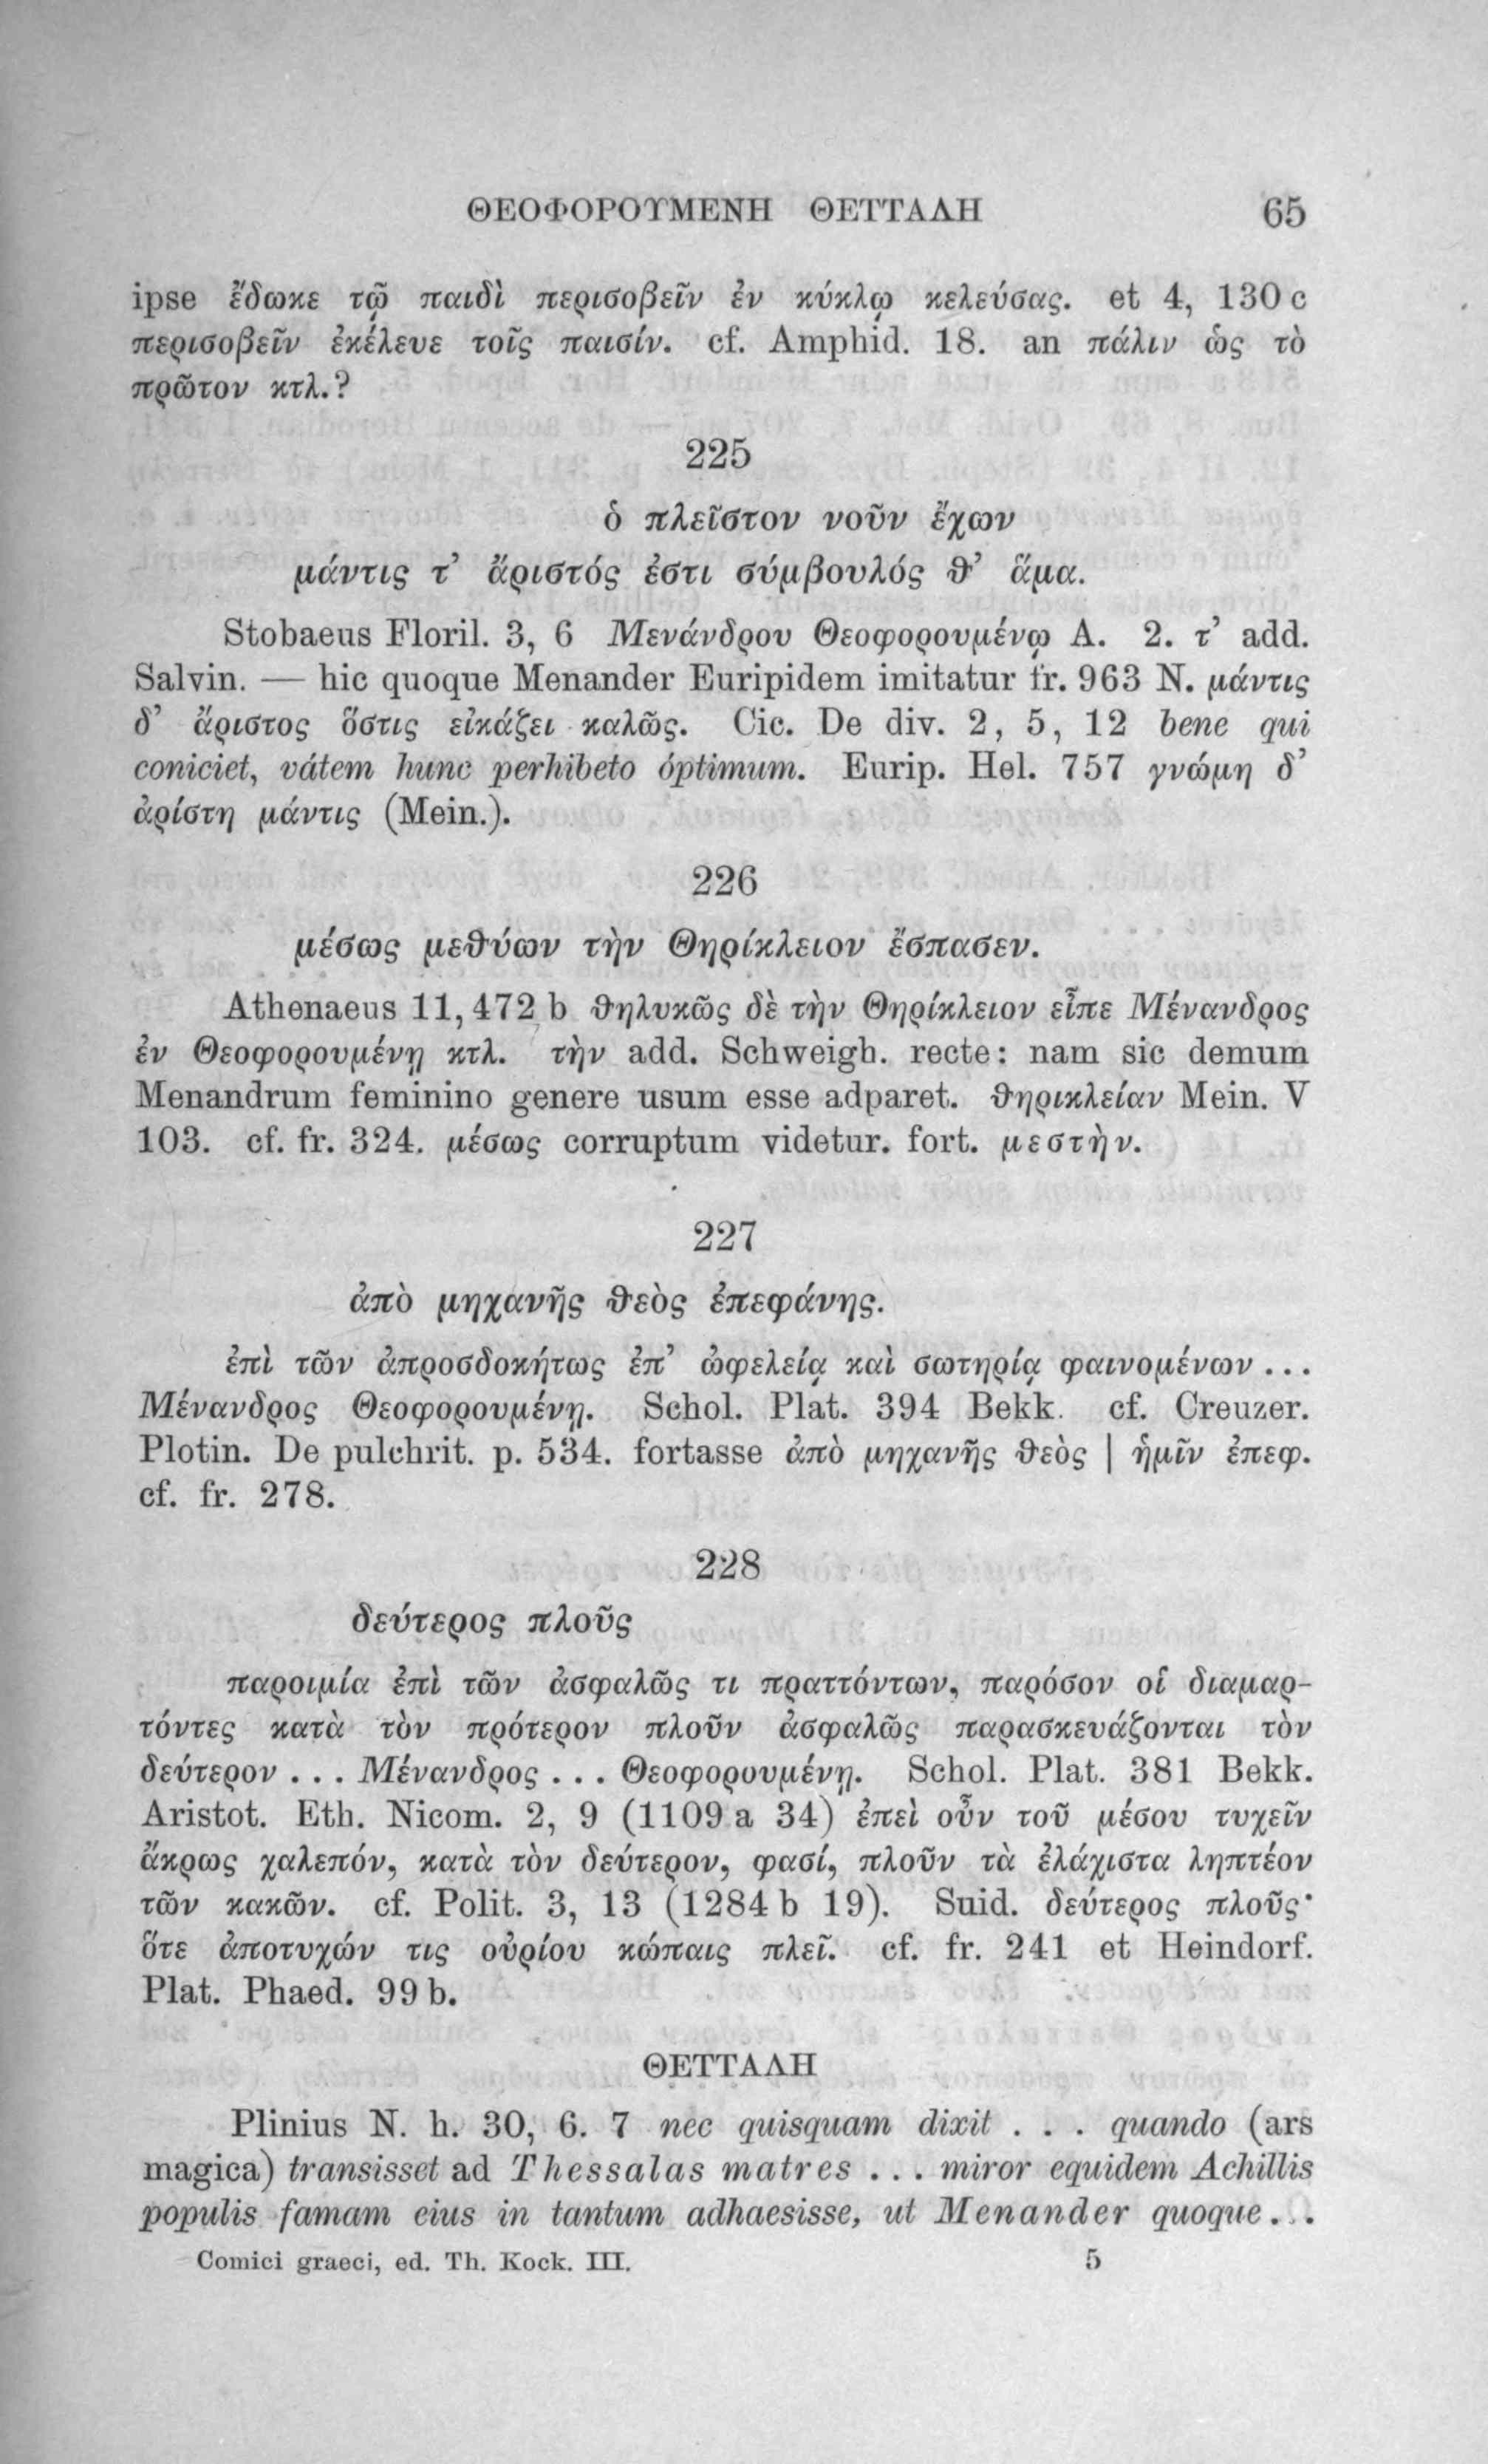 ΘΕΟΦΟΡΟΥΜΕΝΗ ΘΕΤΤΑΛΗ 65
ipse ἔδωκε τῷ παιδὶ περισοβεῖν ἐν κύκλῳ κελεύσας. et 4, 130 c
περισοβεῖν ἐκέλευε τοῖς παισίν. cf. Amphid. 18. an πάλιν ὡς τὸ
πρῶτον κτλ.?
225
ὁ πλεῖστον νοῦν ἔχων
μάντις τ’ ἄριστός ἐστι σύμβουλός θ’ ἅμα.
Stobaeus Floril. 3, 6 Μενάνδρου Θεοφορουμένῳ A. 2. τ’ add.
Salvin. — hic quoque Menander Euripidem imitatur fr. 963 N. μάντις
δ’ ἄριστος ὅστις εἰκάζει καλῶς. Cic. De div. 2, 5, 12 bene qui
coniciet, vátem hunc perhibeto óptimum. Eurip. Hel. 757 γνώμη δ’
ἀρίστη μάντις (Mein.).
226
μέσως μεθύων τὴν Θηρίκλειον ἔσπασεν.
Athenaeus 11, 472 b θηλυκῶς δὲ τὴν Θηρίκλειον εἶπε Μένανδρος
ἐν Θεοφορουμένῃ κτλ. τὴν add. Schweigh. recte: nam sic demum
Menandrum feminino genere usum esse adparet. θηρικλείαν Mein. V
103. cf. fr. 324. μέσως corruptum videtur. fort. μεστὴν.
227
ἀπὸ μηχανῆς θεὸς ἐπεφάνης.
ἐπὶ τῶν ἀπροσδοκήτως ἐπ’ ὠφελείᾳ καὶ σωτηρίᾳ φαινομένων ...
Μένανδρος Θεοφορουμένῃ. Schol. Plat. 394 Bekk. cf. Creuzer.
Plotin. De pulchrit. p. 534. fortasse ἀπὸ μηχανῆς θεὸς | ἡμῖν ἐπεφ.
cf. fr. 278.
228
δεύτερος πλοῦς
παροιμία ἐπὶ τῶν ἀσφαλῶς τι πραττόντων, παρόσον οἱ διαμαρ-
τόντες κατὰ τὸν πρότερον πλοῦν ἀσφαλῶς παρασκευάζονται τὸν
δεύτερον ... Μένανδρος ... Θεοφορουμένῃ. Schol. Plat. 381 Bekk.
Aristot. Eth. Nicom. 2, 9 (1109 a 34) ἐπεὶ οὖν τοῦ μέσου τυχεῖν
ἄκρως χαλεπόν, κατὰ τὸν δεύτερον, φασί, πλοῦν τὰ ἐλάχιστα ληπτέον
τῶν κακῶν. cf. Polit. 3, 13 (1284 b 19). Suid. δεύτερος πλοῦς·
ὅτε ἀποτυχών τις οὐρίου κώπαις πλεῖ. cf. fr. 241 et Heindorf.
Plat. Phaed. 99 b.
ΘΕΤΤΑΛΗ
Plinius N. h. 30, 6. 7 nec quisquam dixit . . . quando (ars
magica) transisset ad Thessalas matres ... miror equidem Achillis
populis famam eius in tantum adhaesisse, ut Menander quoque ...
Comici graeci, ed. Th. Kock. III. 5